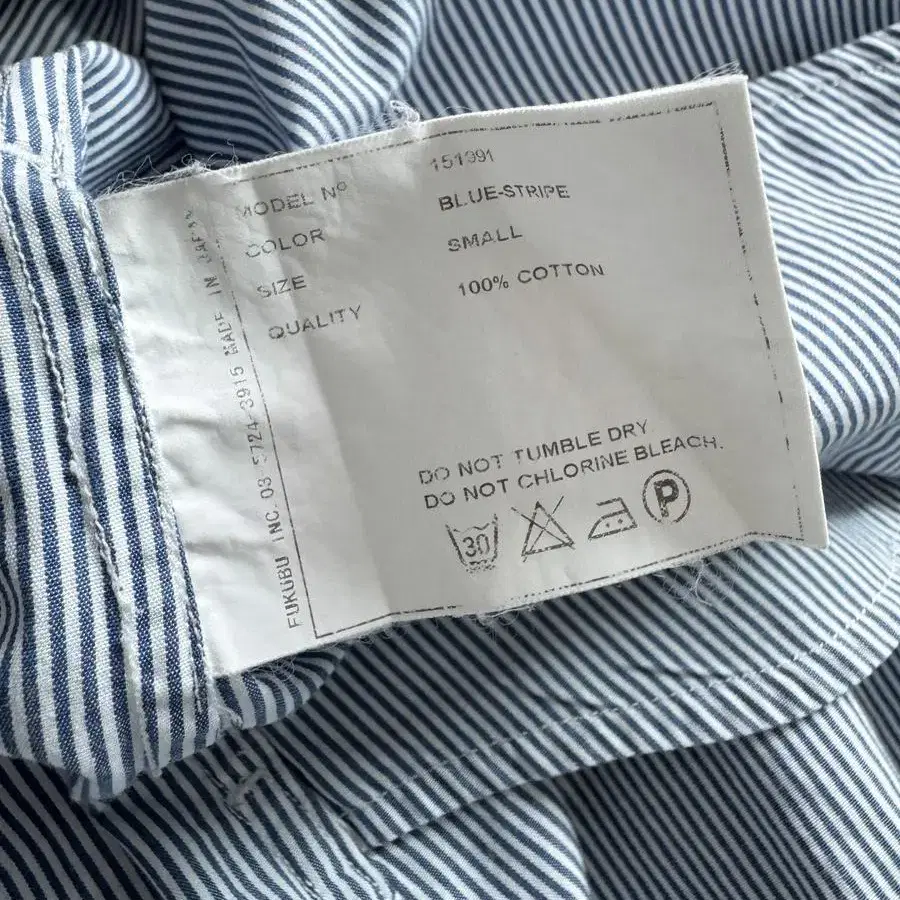 MODEL Nº 151991
COLOR BLUE-STRIPE
SIZE SMALL
QUALITY 100% COTTON
DO NOT TUMBLE DRY.
DO NOT CHLORINE BLEACH.
30 P
FUKUBU INC. 03-5724-3915 MADE IN JAPAN